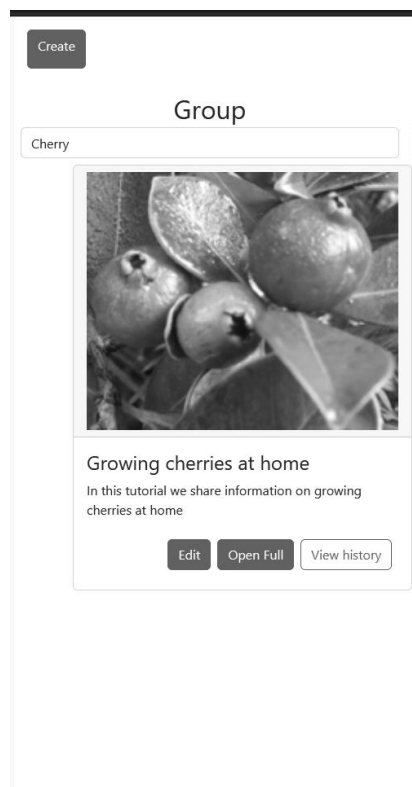 Create
Group
Cherry
Growing cherries at home
In this tutorial we share information on growing
cherries at home
Edit Open Full View history